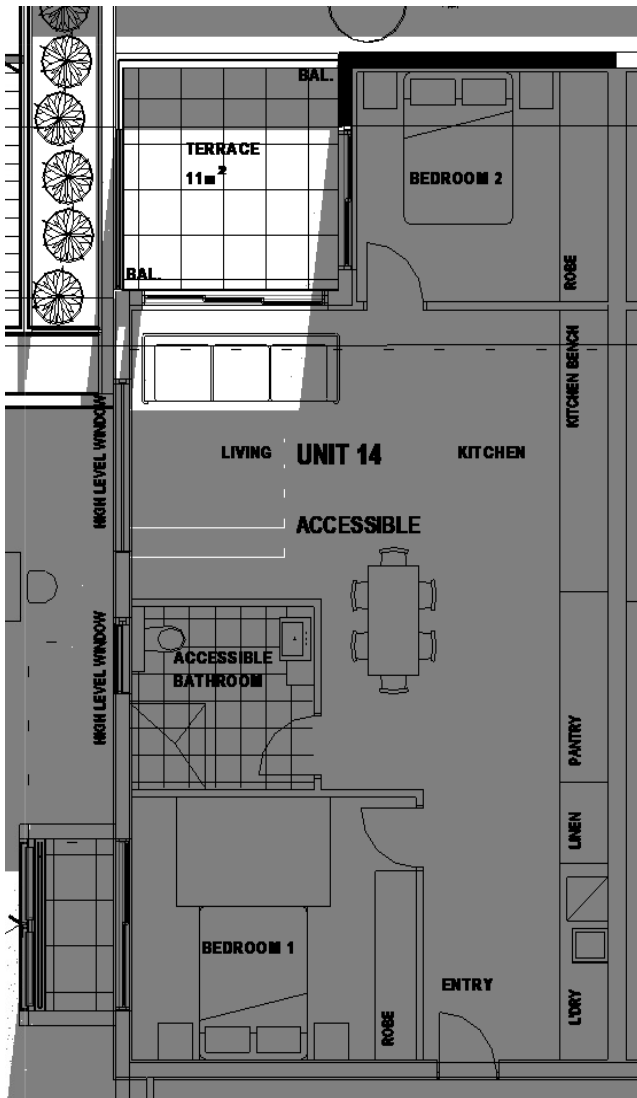 BAL.
TERRACE
11m²
BEDROOM 2
BAL.
ROBE
KITCHEN BENCH
HIGH LEVEL WINDOW
LIVING
UNIT 14
KITCHEN
ACCESSIBLE
HIGH LEVEL WINDOW
ACCESSIBLE
BATHROOM
PANTRY
LINEN
BEDROOM 1
ENTRY
ROBE
L'DRY